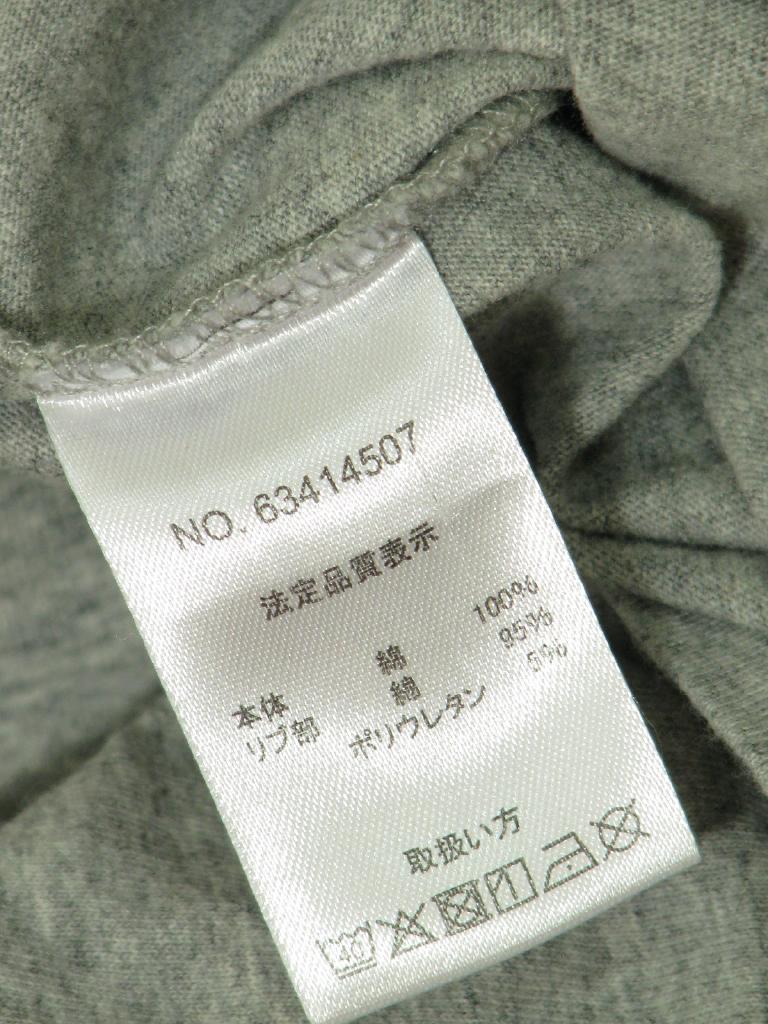 NO. 63414507
法定品質表示
本体 綿 100%
リブ部 綿 95%
ポリウレタン 5%
取扱い方
40